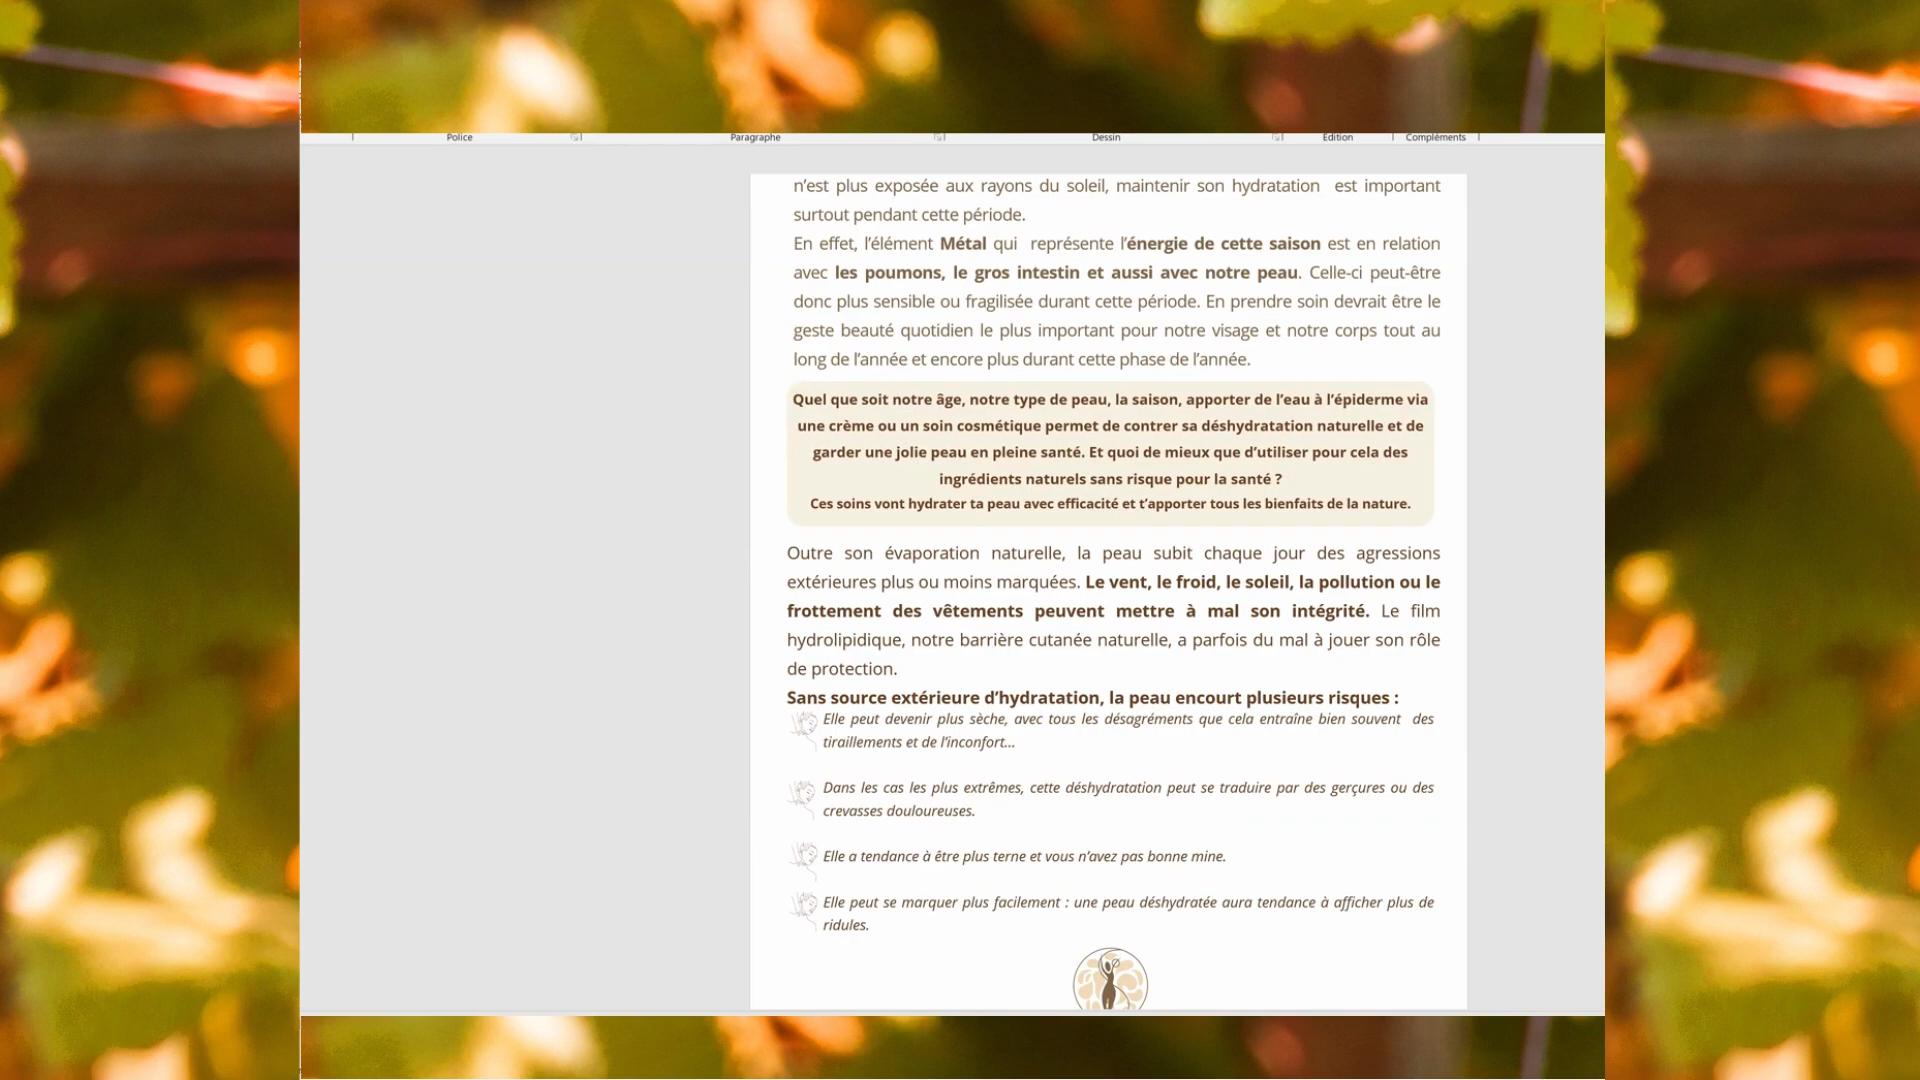 Police Paragraphe Dessin Edition Compléments
n’est plus exposée aux rayons du soleil, maintenir son hydratation  est important
surtout pendant cette période.
En effet, l’élément Métal qui  représente l’énergie de cette saison est en relation
avec les poumons, le gros intestin et aussi avec notre peau. Celle-ci peut-être
donc plus sensible ou fragilisée durant cette période. En prendre soin devrait être le
geste beauté quotidien le plus important pour notre visage et notre corps tout au
long de l’année et encore plus durant cette phase de l’année.
Quel que soit notre âge, notre type de peau, la saison, apporter de l’eau à l’épiderme via
une crème ou un soin cosmétique permet de contrer sa déshydratation naturelle et de
garder une jolie peau en pleine santé. Et quoi de mieux que d’utiliser pour cela des
ingrédients naturels sans risque pour la santé ?
Ces soins vont hydrater ta peau avec efficacité et t’apporter tous les bienfaits de la nature.
Outre son évaporation naturelle, la peau subit chaque jour des agressions
extérieures plus ou moins marquées. Le vent, le froid, le soleil, la pollution ou le
frottement des vêtements peuvent mettre à mal son intégrité. Le film
hydrolipidique, notre barrière cutanée naturelle, a parfois du mal à jouer son rôle
de protection.
Sans source extérieure d’hydratation, la peau encourt plusieurs risques :
Elle peut devenir plus sèche, avec tous les désagréments que cela entraîne bien souvent  des
tiraillements et de l’inconfort...
Dans les cas les plus extrêmes, cette déshydratation peut se traduire par des gerçures ou des
crevasses douloureuses.
Elle a tendance à être plus terne et vous n’avez pas bonne mine.
Elle peut se marquer plus facilement : une peau déshydratée aura tendance à afficher plus de
ridules.